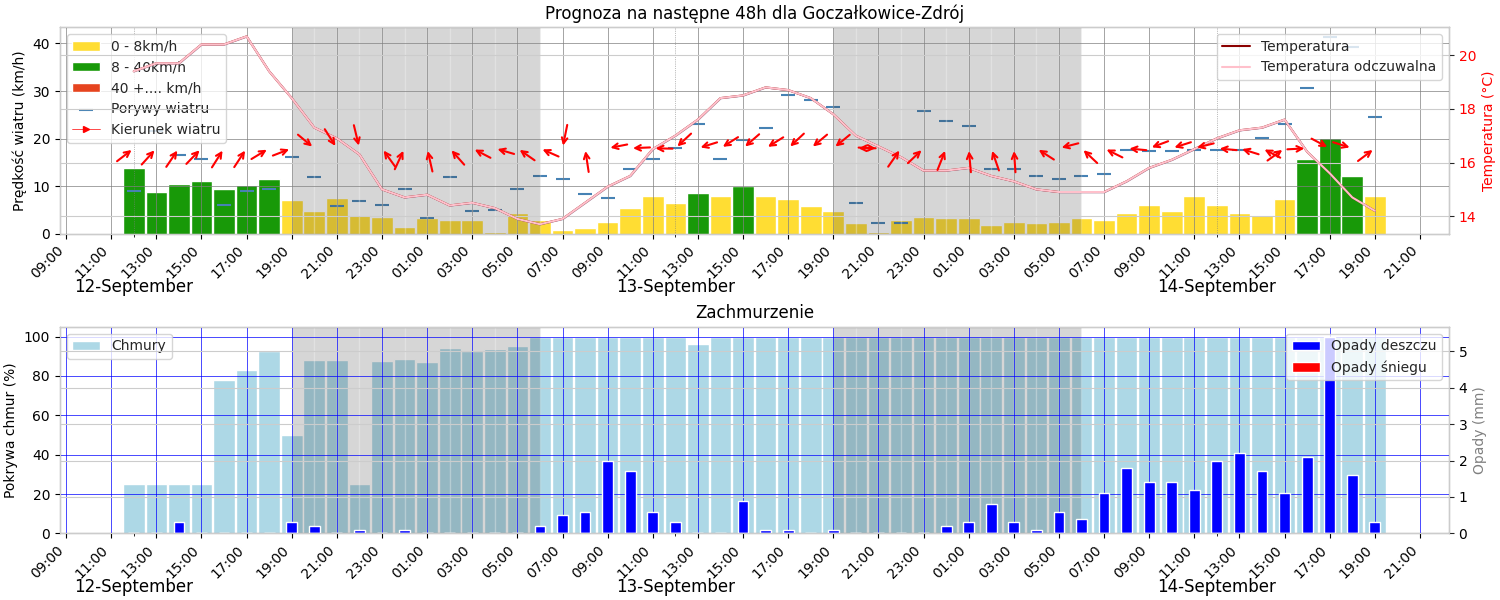 Prognoza na następne 48h dla Goczałkowice-Zdrój
Prędkość wiatru (km/h)
40
30
20
10
0
0 - 8km/h
8 - 40km/h
40 +.... km/h
Porywy wiatru
Kierunek wiatru
Temperatura
Temperatura odczuwalna
20
18
16
14
Temperatura (°C)
09:00 11:00 13:00 15:00 17:00 19:00 21:00 23:00 01:00 03:00 05:00 07:00 09:00 11:00 13:00 15:00 17:00 19:00 21:00 23:00 01:00 03:00 05:00 07:00 09:00 11:00 13:00 15:00 17:00 19:00 21:00
12-September 13-September 14-September
Zachmurzenie
Pokrywa chmur (%)
100
80
60
40
20
0
Chmury
Opady deszczu
Opady śniegu
5
4
3
2
1
0
Opady (mm)
09:00 11:00 13:00 15:00 17:00 19:00 21:00 23:00 01:00 03:00 05:00 07:00 09:00 11:00 13:00 15:00 17:00 19:00 21:00 23:00 01:00 03:00 05:00 07:00 09:00 11:00 13:00 15:00 17:00 19:00 21:00
12-September 13-September 14-September